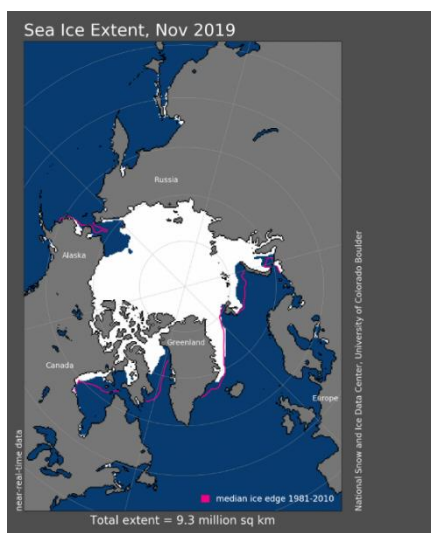 Sea Ice Extent, Nov 2019
Russia
Alaska
Greenland
Canada
Europe
near-real-time data
National Snow and Ice Data Center, University of Colorado Boulder
median ice edge 1981-2010
Total extent = 9.3 million sq km